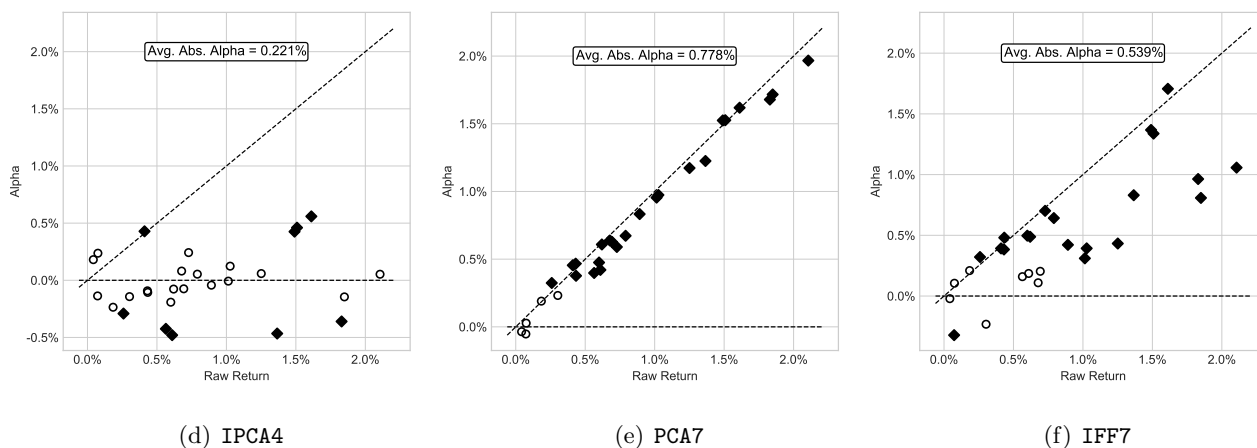 Avg. Abs. Alpha = 0.221%
2.0%
1.5%
1.0%
0.5%
0.0%
-0.5%
Alpha
0.0% 0.5% 1.0% 1.5% 2.0%
Raw Return
(d) IPCA4
Avg. Abs. Alpha = 0.778%
2.0%
1.5%
1.0%
0.5%
0.0%
Alpha
0.0% 0.5% 1.0% 1.5% 2.0%
Raw Return
(e) PCA7
Avg. Abs. Alpha = 0.539%
2.0%
1.5%
1.0%
0.5%
0.0%
Alpha
0.0% 0.5% 1.0% 1.5% 2.0%
Raw Return
(f) IFF7